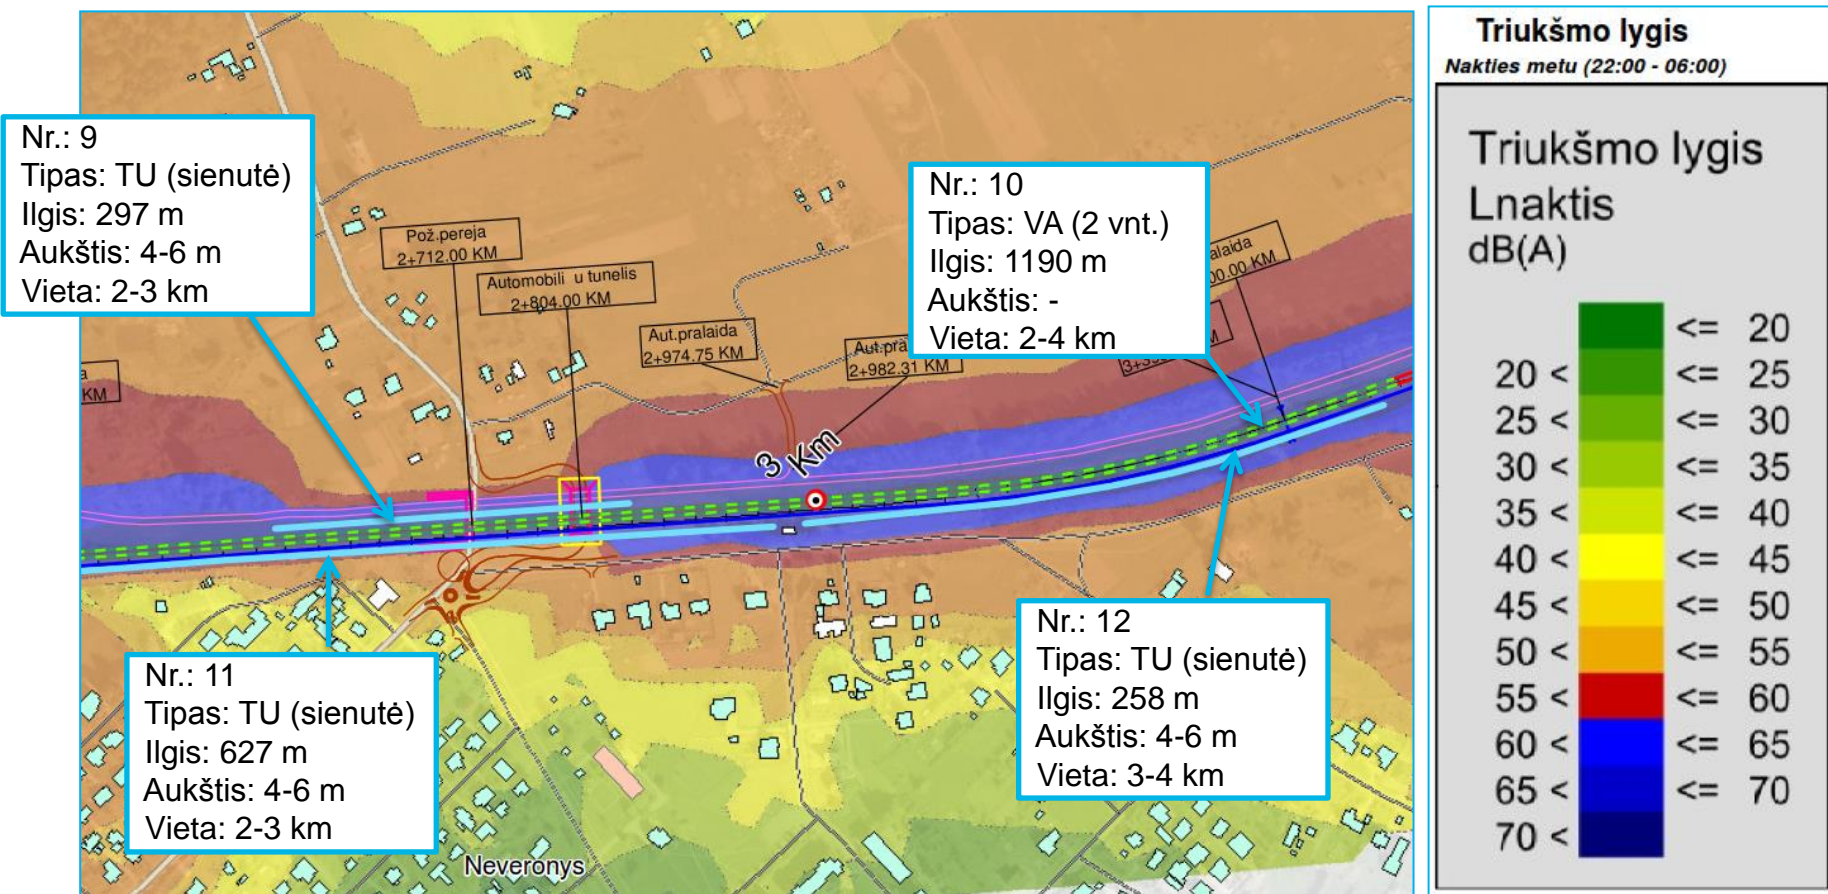 Nr.: 9
Tipas: TU (sienutė)
Ilgis: 297 m
Aukštis: 4-6 m
Vieta: 2-3 km
Nr.: 10
Tipas: VA (2 vnt.)
Ilgis: 1190 m
Aukštis: -
Vieta: 2-4 km
Pož.pereja
2+712.00 KM
Automobili u tunelis
2+804.00 KM
Aut.pralaida
2+974.75 KM
2+982.31 KM
KM
3 Km
Nr.: 11
Tipas: TU (sienutė)
Ilgis: 627 m
Aukštis: 4-6 m
Vieta: 2-3 km
Nr.: 12
Tipas: TU (sienutė)
Ilgis: 258 m
Aukštis: 4-6 m
Vieta: 3-4 km
Neveronys
Triukšmo lygis
Nakties metu (22:00 - 06:00)
Triukšmo lygis
Lnaktis
dB(A)
<= 20
20 < <= 25
25 < <= 30
30 < <= 35
35 < <= 40
40 < <= 45
45 < <= 50
50 < <= 55
55 < <= 60
60 < <= 65
65 < <= 70
70 <